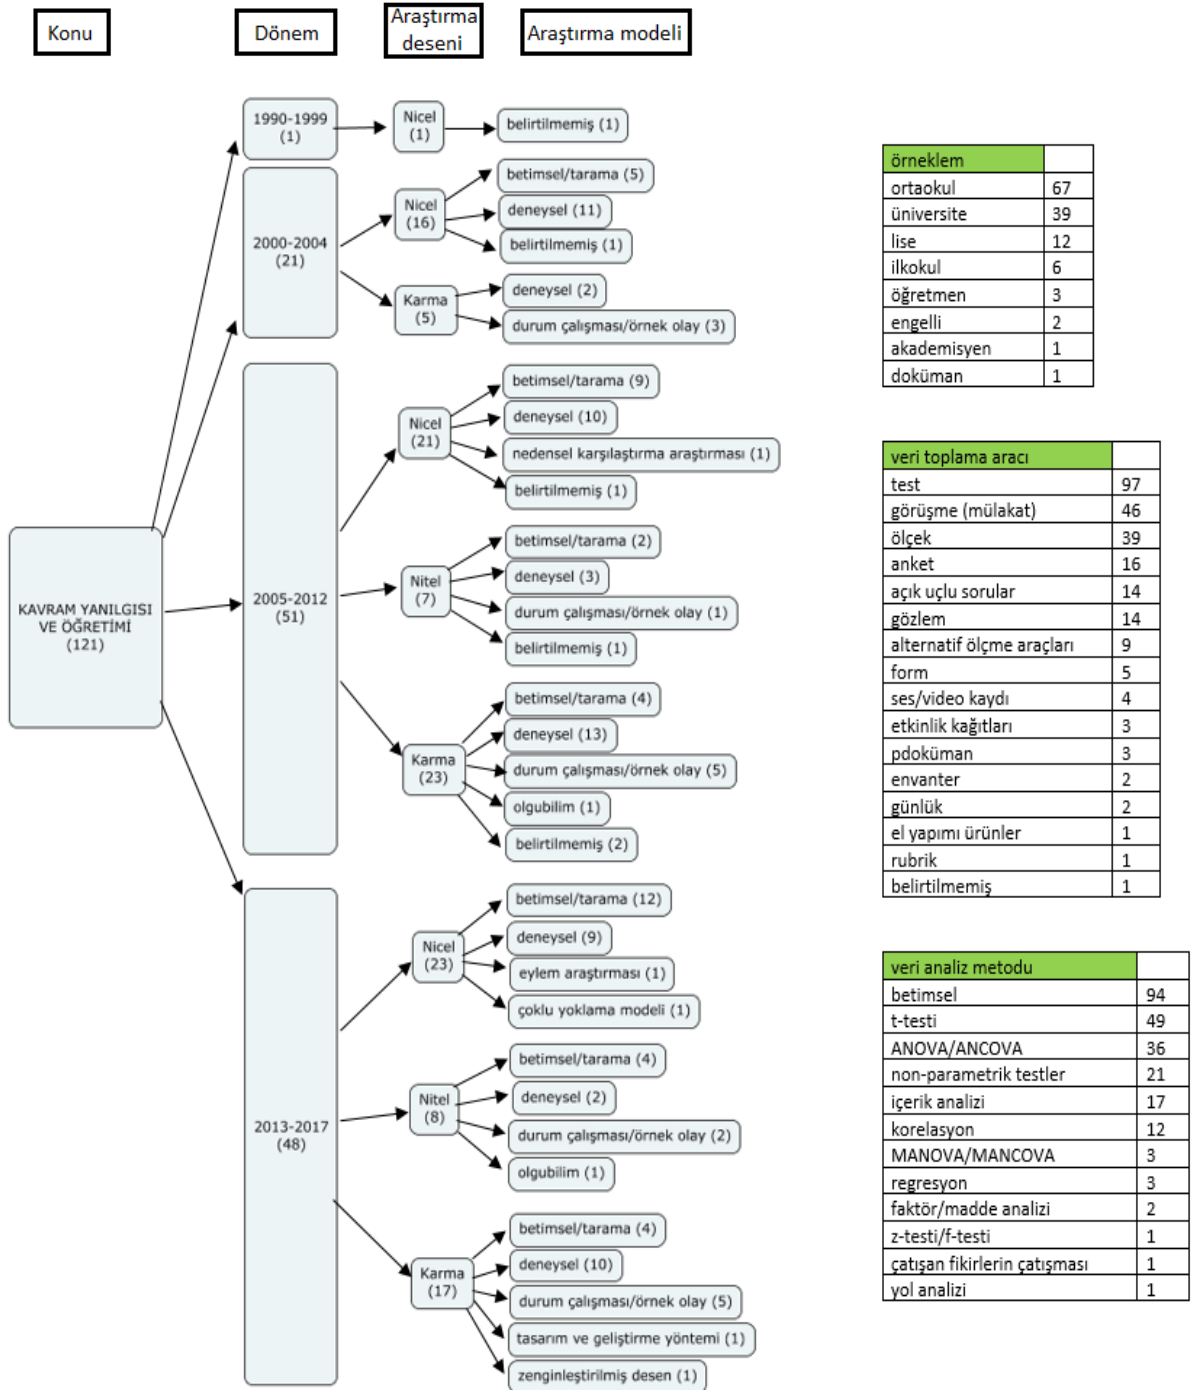 Konu
Dönem
Araştırma
deseni
Araştırma modeli
KAVRAM YANILGISI
VE ÖĞRETİMİ
(121)
1990-1999
(1)
Nicel
(1)
belirtilmemiş (1)
2000-2004
(21)
Nicel
(16)
betimsel/tarama (5)
deneysel (11)
belirtilmemiş (1)
Karma
(5)
deneysel (2)
durum çalışması/örnek olay (3)
2005-2012
(51)
Nicel
(21)
betimsel/tarama (9)
deneysel (10)
nedensel karşılaştırma araştırması (1)
belirtilmemiş (1)
Nitel
(7)
betimsel/tarama (2)
deneysel (3)
durum çalışması/örnek olay (1)
belirtilmemiş (1)
Karma
(23)
betimsel/tarama (4)
deneysel (13)
durum çalışması/örnek olay (5)
olgubilim (1)
belirtilmemiş (2)
2013-2017
(48)
Nicel
(23)
betimsel/tarama (12)
deneysel (9)
eylem araştırması (1)
çoklu yoklama modeli (1)
Nitel
(8)
betimsel/tarama (4)
deneysel (2)
durum çalışması/örnek olay (2)
olgubilim (1)
Karma
(17)
betimsel/tarama (4)
deneysel (10)
durum çalışması/örnek olay (5)
tasarım ve geliştirme yöntemi (1)
zenginleştirilmiş desen (1)
örneklem
ortaokul 67
üniversite 39
lise 12
ilkokul 6
öğretmen 3
engelli 2
akademisyen 1
doküman 1
veri toplama aracı
test 97
görüşme (mülakat) 46
ölçek 39
anket 16
açık uçlu sorular 14
gözlem 14
alternatif ölçme araçları 9
form 5
ses/video kaydı 4
etkinlik kağıtları 3
pdoküman 3
envanter 2
günlük 2
el yapımı ürünler 1
rubrik 1
belirtilmemiş 1
veri analiz metodu
betimsel 94
t-testi 49
ANOVA/ANCOVA 36
non-parametrik testler 21
içerik analizi 17
korelasyon 12
MANOVA/MANCOVA 3
regresyon 3
faktör/madde analizi 2
z-testi/f-testi 1
çatışan fikirlerin çatışması 1
yol analizi 1